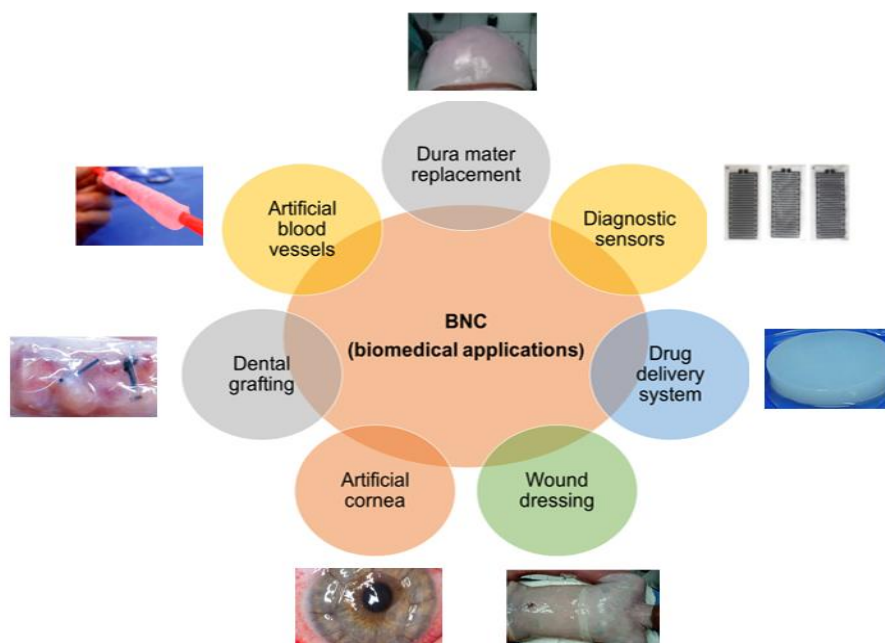 Dura mater
replacement
Artificial
blood
vessels
Diagnostic
sensors
BNC
(biomedical applications)
Dental
grafting
Drug
delivery
system
Artificial
cornea
Wound
dressing